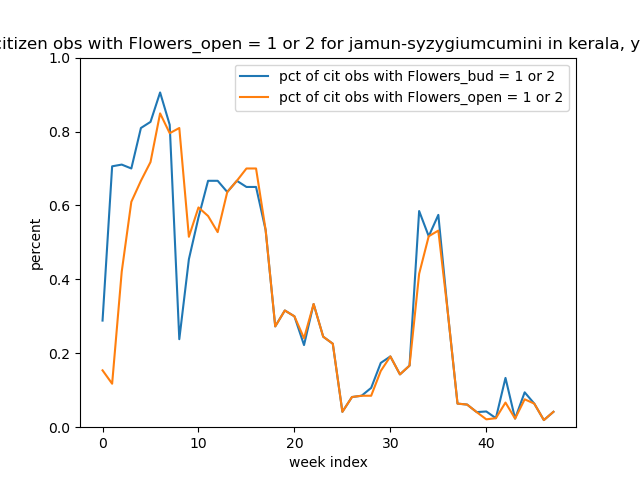 citizen obs with Flowers_open = 1 or 2 for jamun-syzygiumcumini in kerala, y
pct of cit obs with Flowers_bud = 1 or 2
pct of cit obs with Flowers_open = 1 or 2
1.0
0.8
0.6
0.4
0.2
0.0
percent
0 10 20 30 40
week index